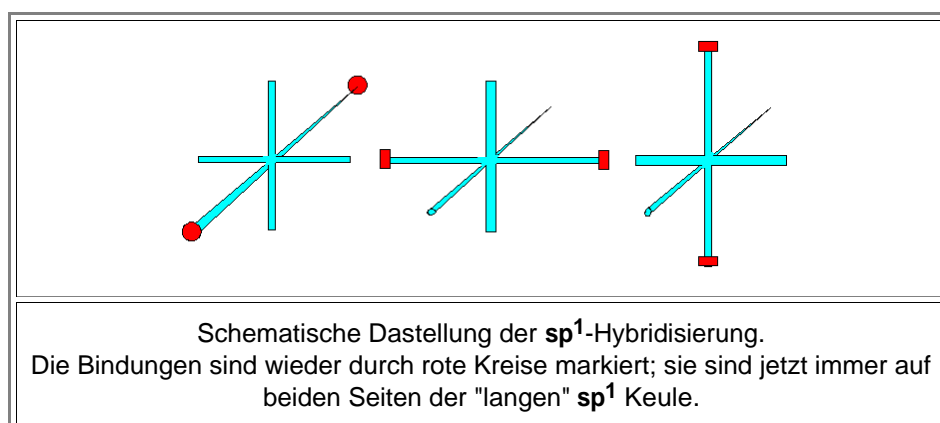 Schematische Dastellung der sp¹-Hybridisierung.
Die Bindungen sind wieder durch rote Kreise markiert; sie sind jetzt immer auf
beiden Seiten der "langen" sp¹ Keule.